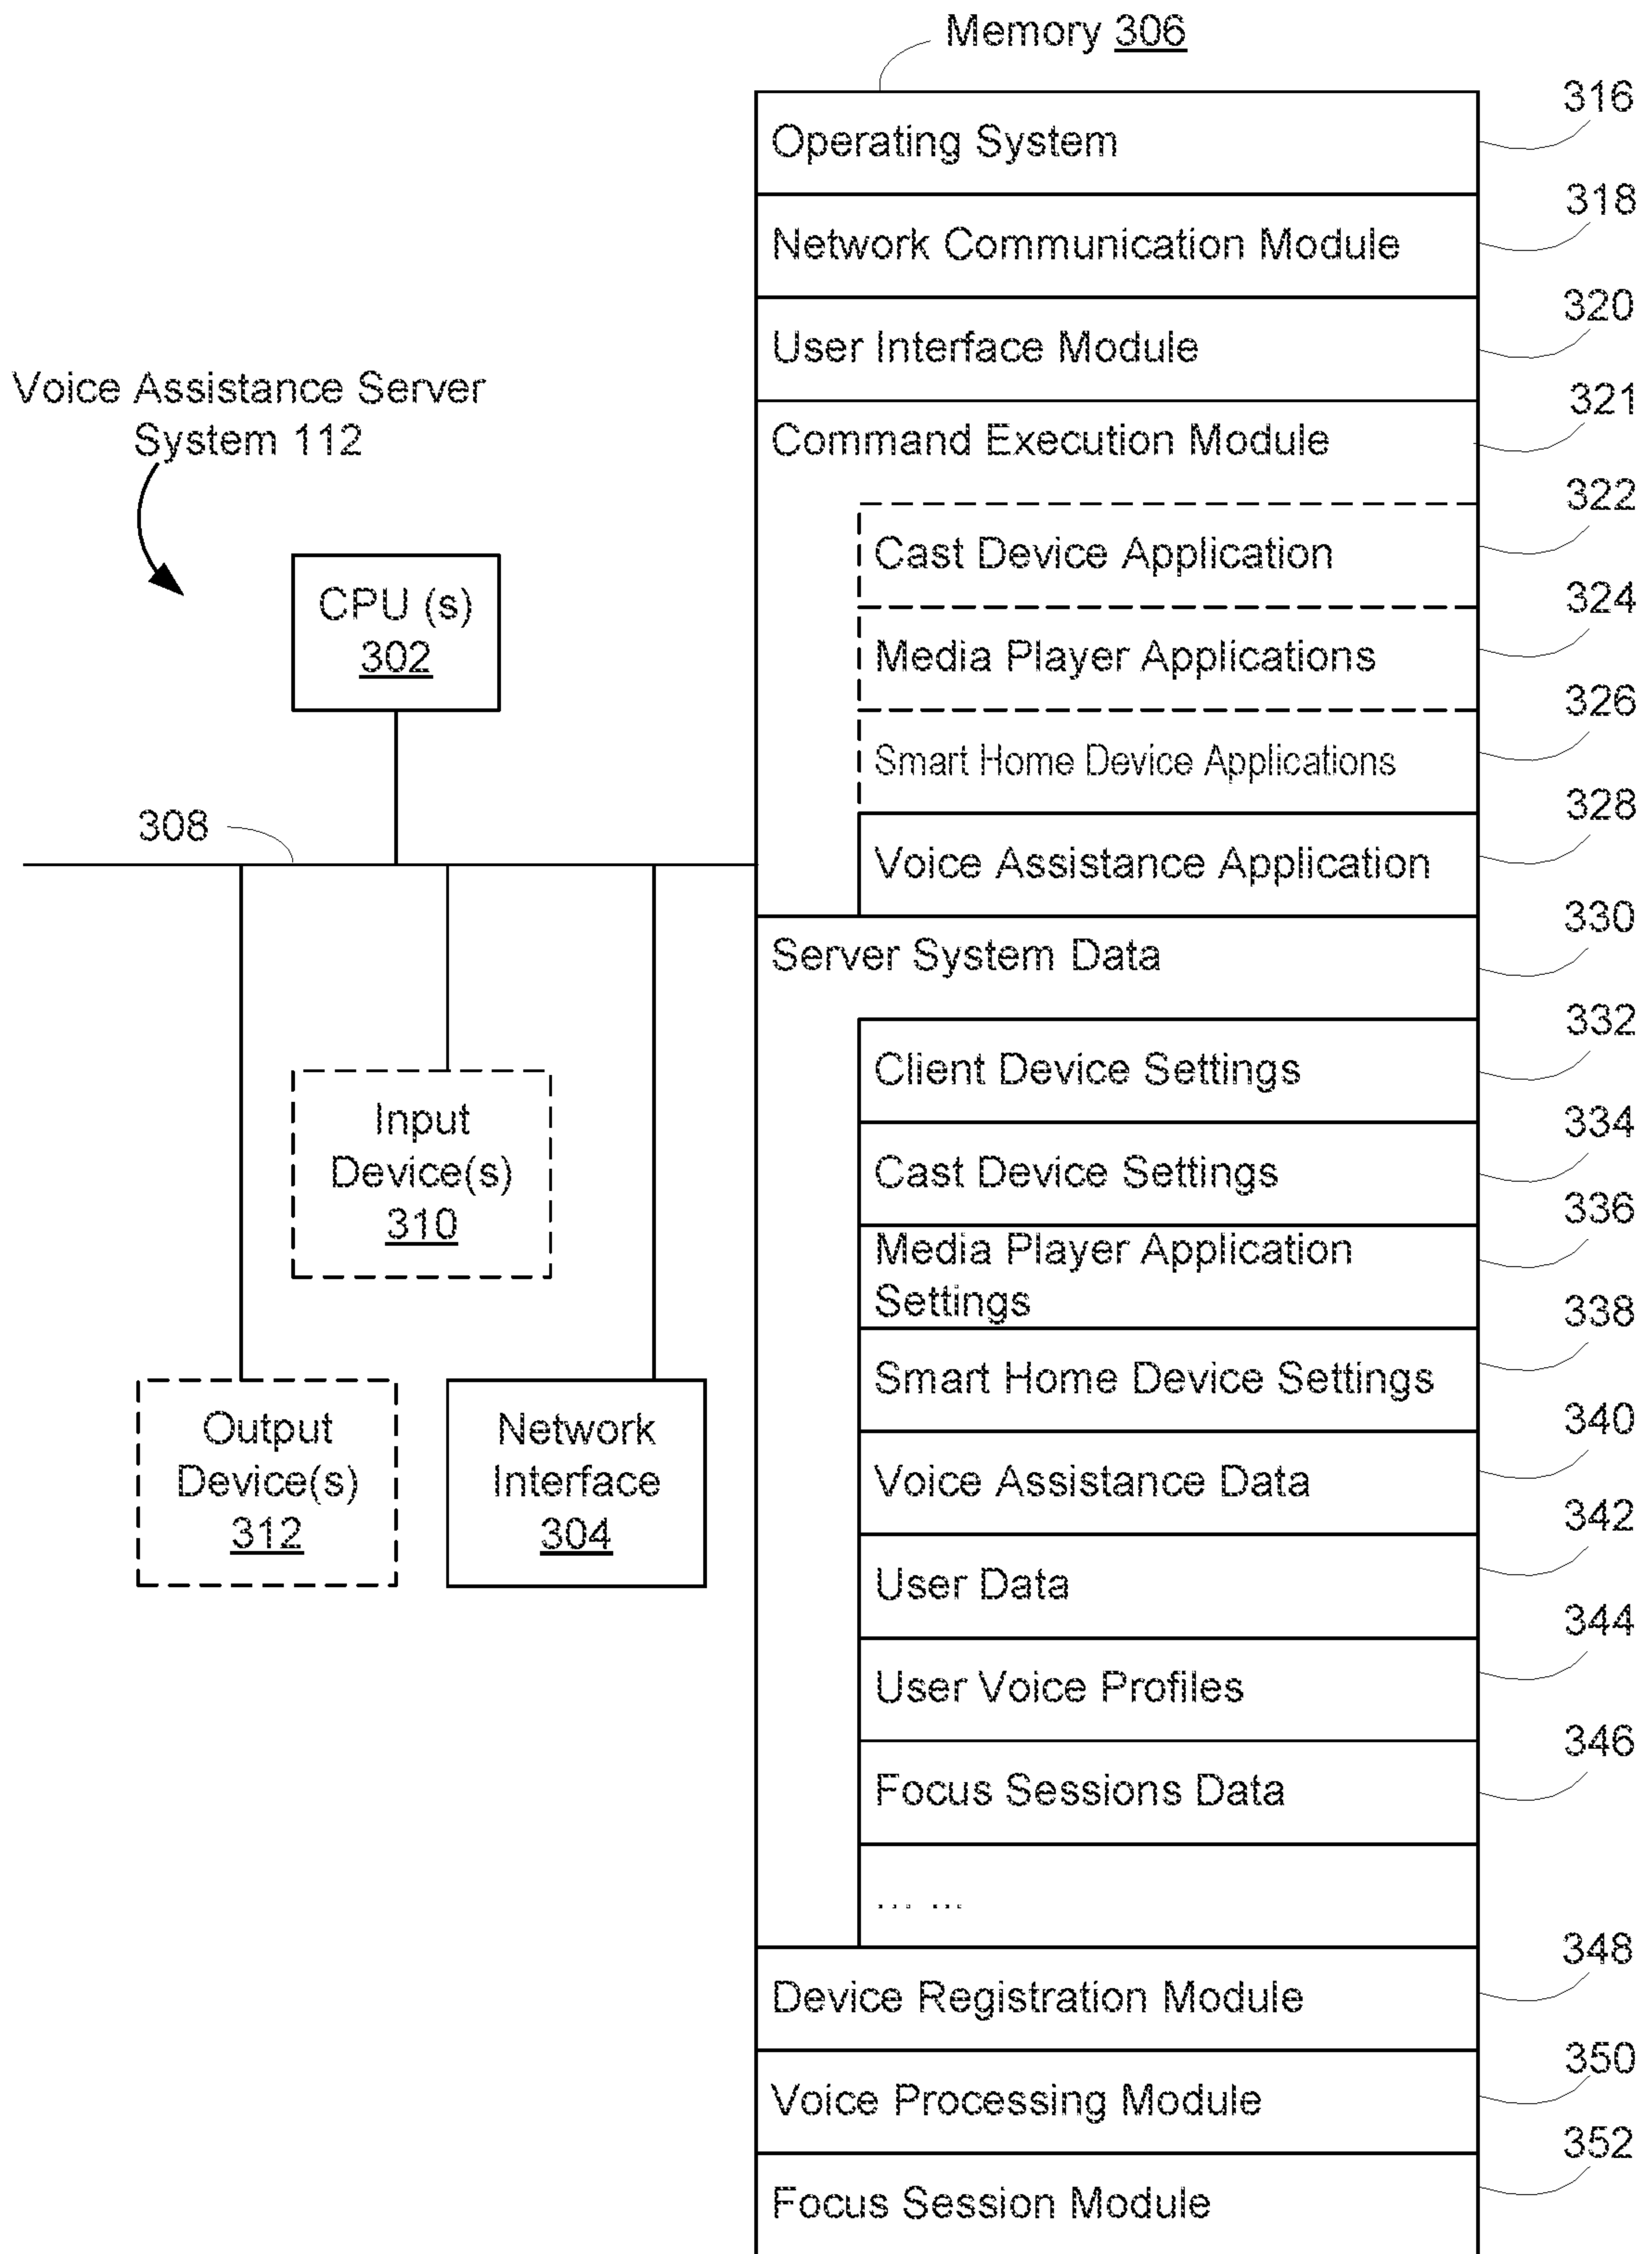 Memory 306
Operating System
316
Network Communication Module
318
User Interface Module
320
Command Execution Module
321
Cast Device Application
322
Media Player Applications
324
Smart Home Device Applications
326
Voice Assistance Application
328
Server System Data
330
Client Device Settings
332
Cast Device Settings
334
Media Player Application
Settings
336
Smart Home Device Settings
338
Voice Assistance Data
340
User Data
342
User Voice Profiles
344
Focus Sessions Data
346
... ...
Device Registration Module
348
Voice Processing Module
350
Focus Session Module
352
Voice Assistance Server
System 112
CPU (s)
302
308
Input
Device(s)
310
Output
Device(s)
312
Network
Interface
304